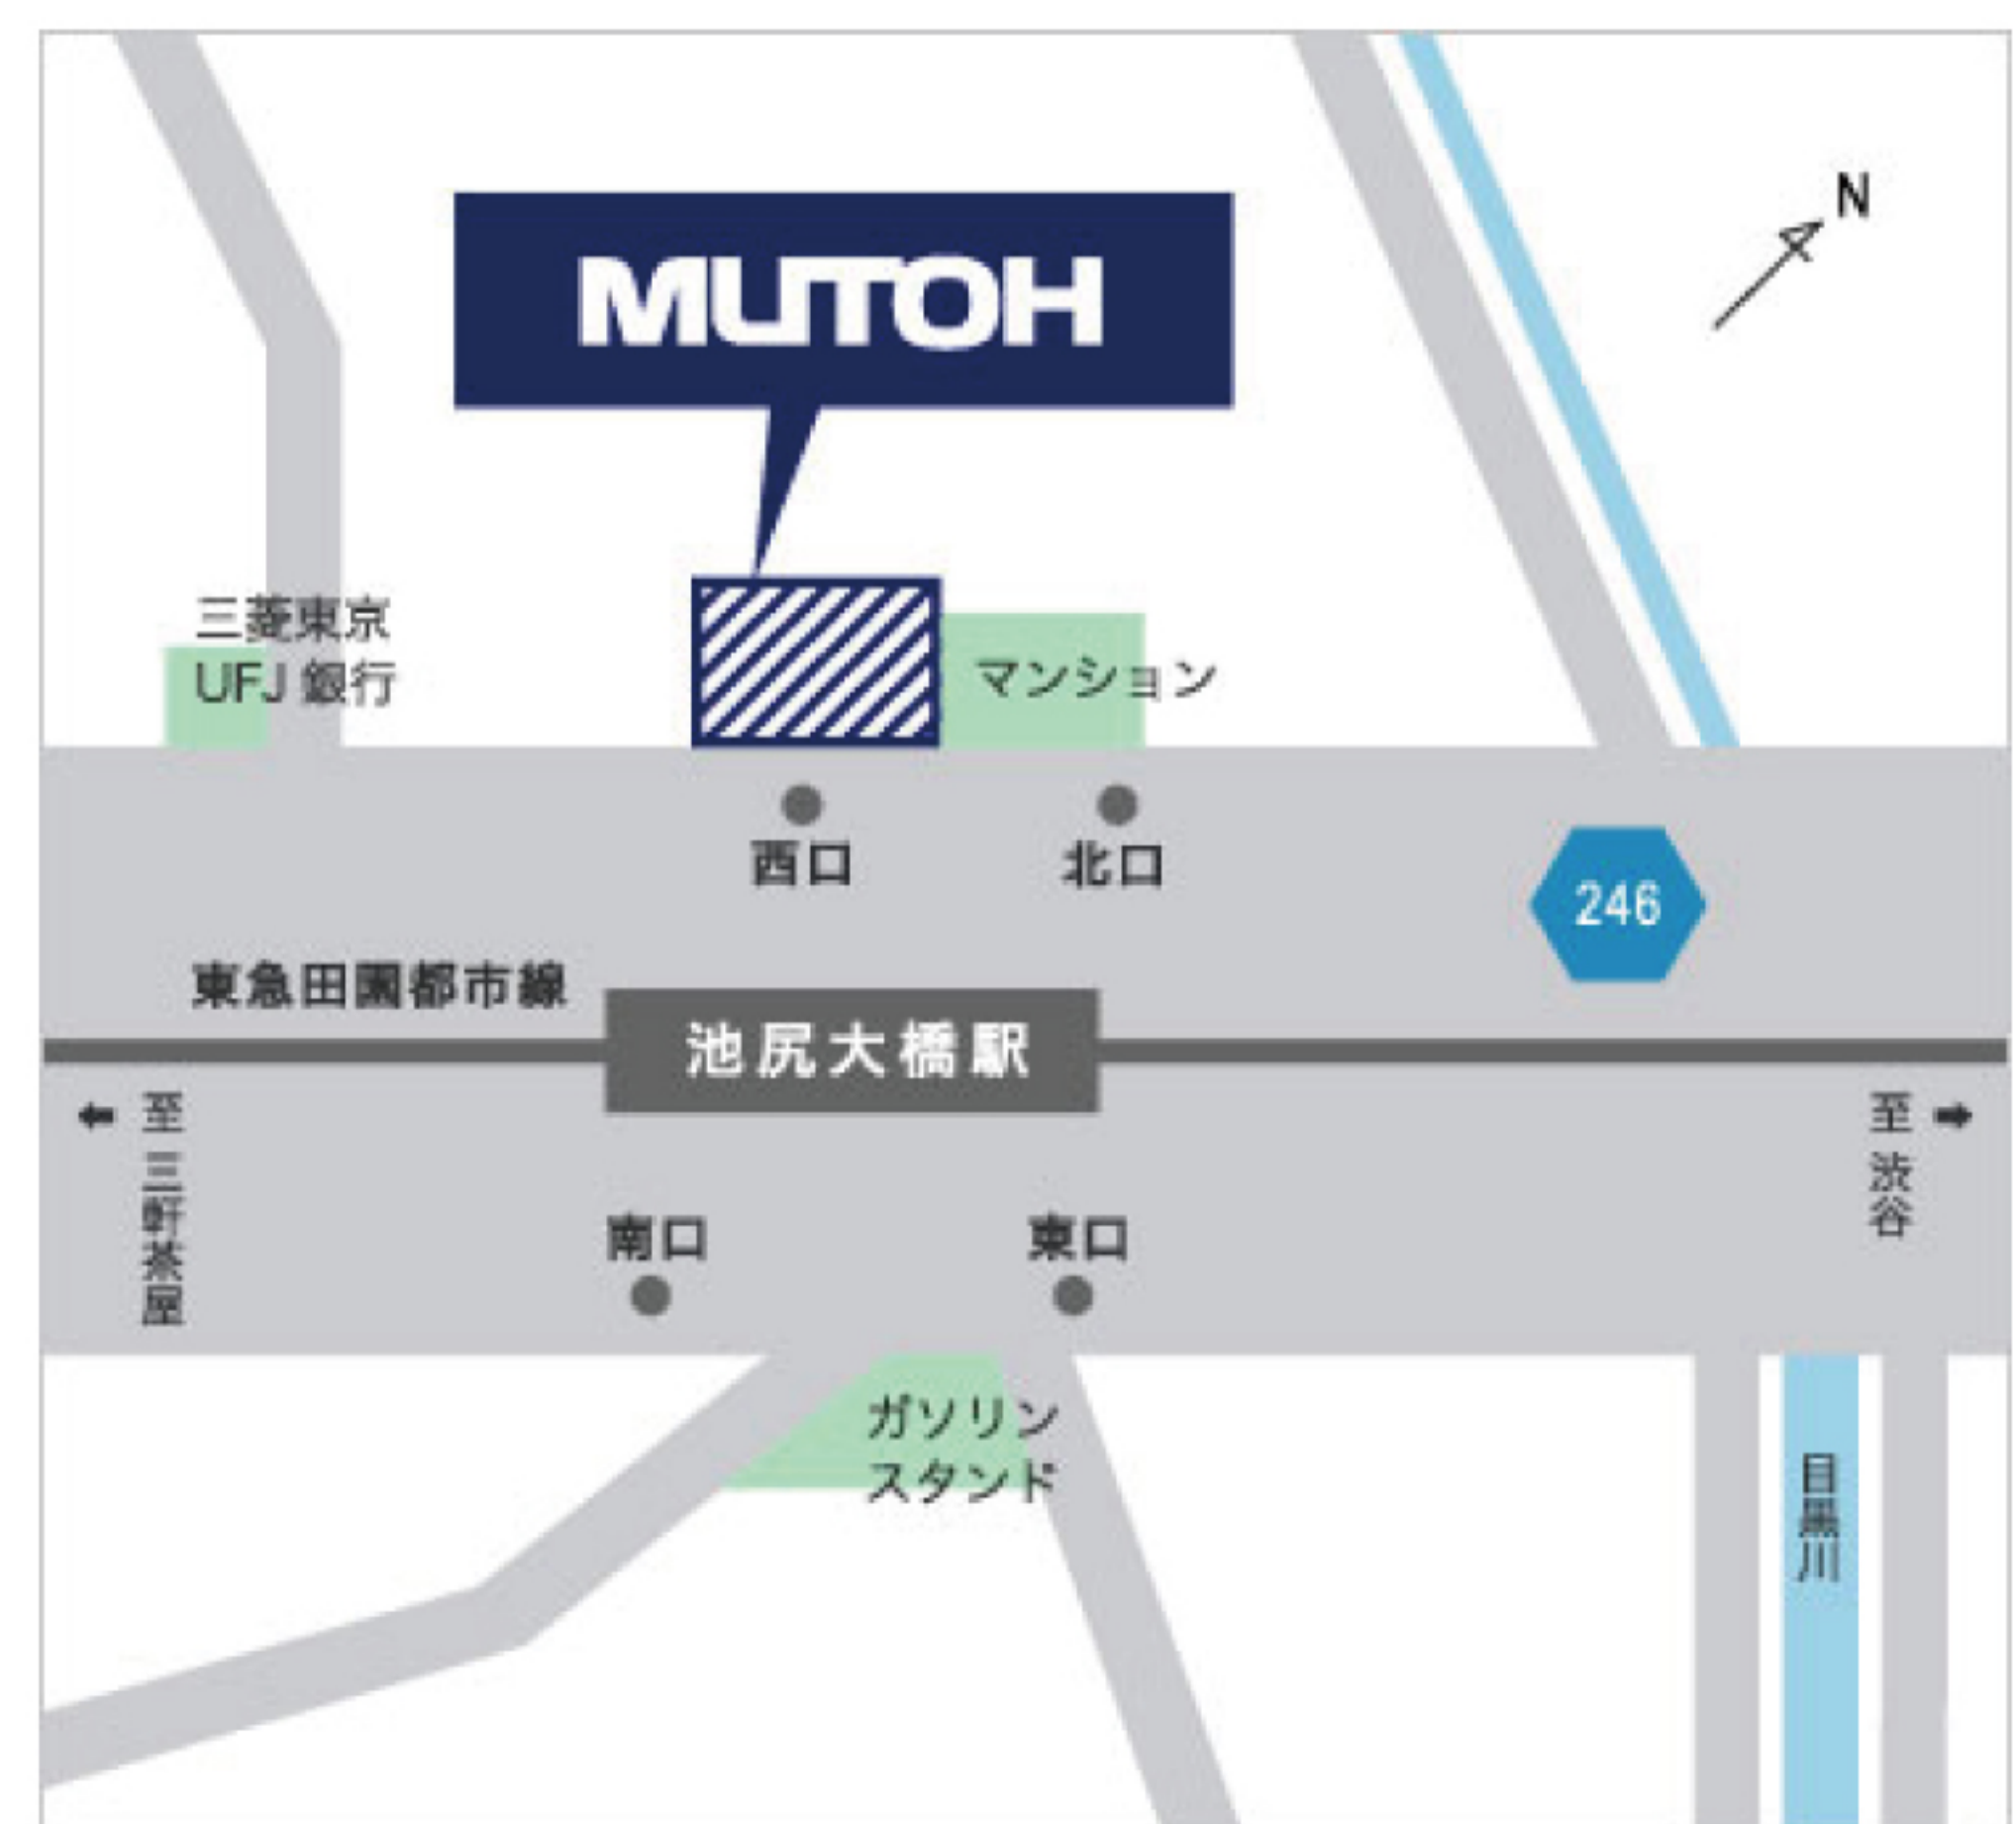 N
MUTOH
三菱東京
UFJ 銀行
マンション
西口
北口
246
東急田園都市線
池尻大橋駅
至 三軒茶屋
至 渋谷
南口
東口
ガソリン
スタンド
目黒川